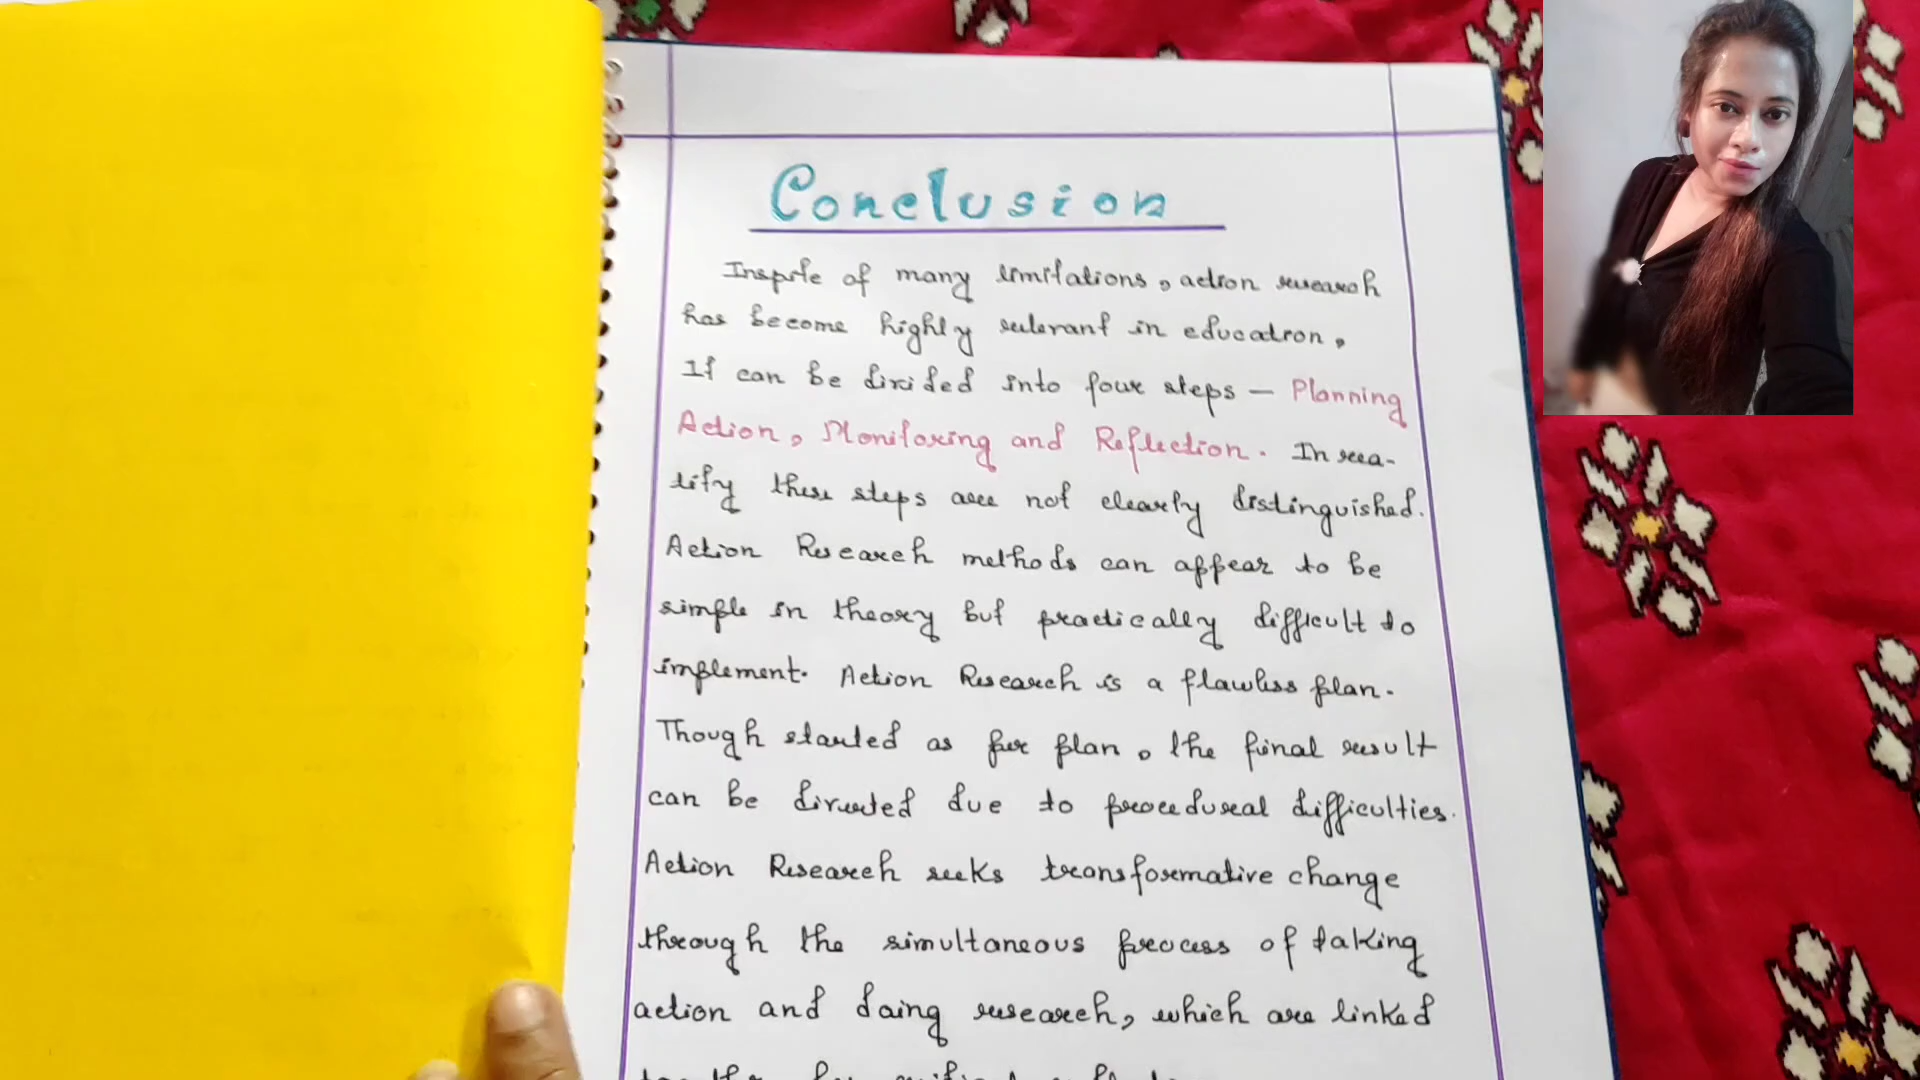 Conclusion
Inspite of many limitations, action research
has become highly relevant in education.
It can be divided into four steps — Planning
Action, Monitoring and Reflection. In rea-
lity these steps are not clearly distinguished.
Action Research methods can appear to be
simple in theory but practically difficult to
implement. Action Research is a flawless plan.
Though started as per plan, the final result
can be diverted due to procedural difficulties.
Action Research seeks transformative change
through the simultaneous process of taking
action and doing research, which are linked